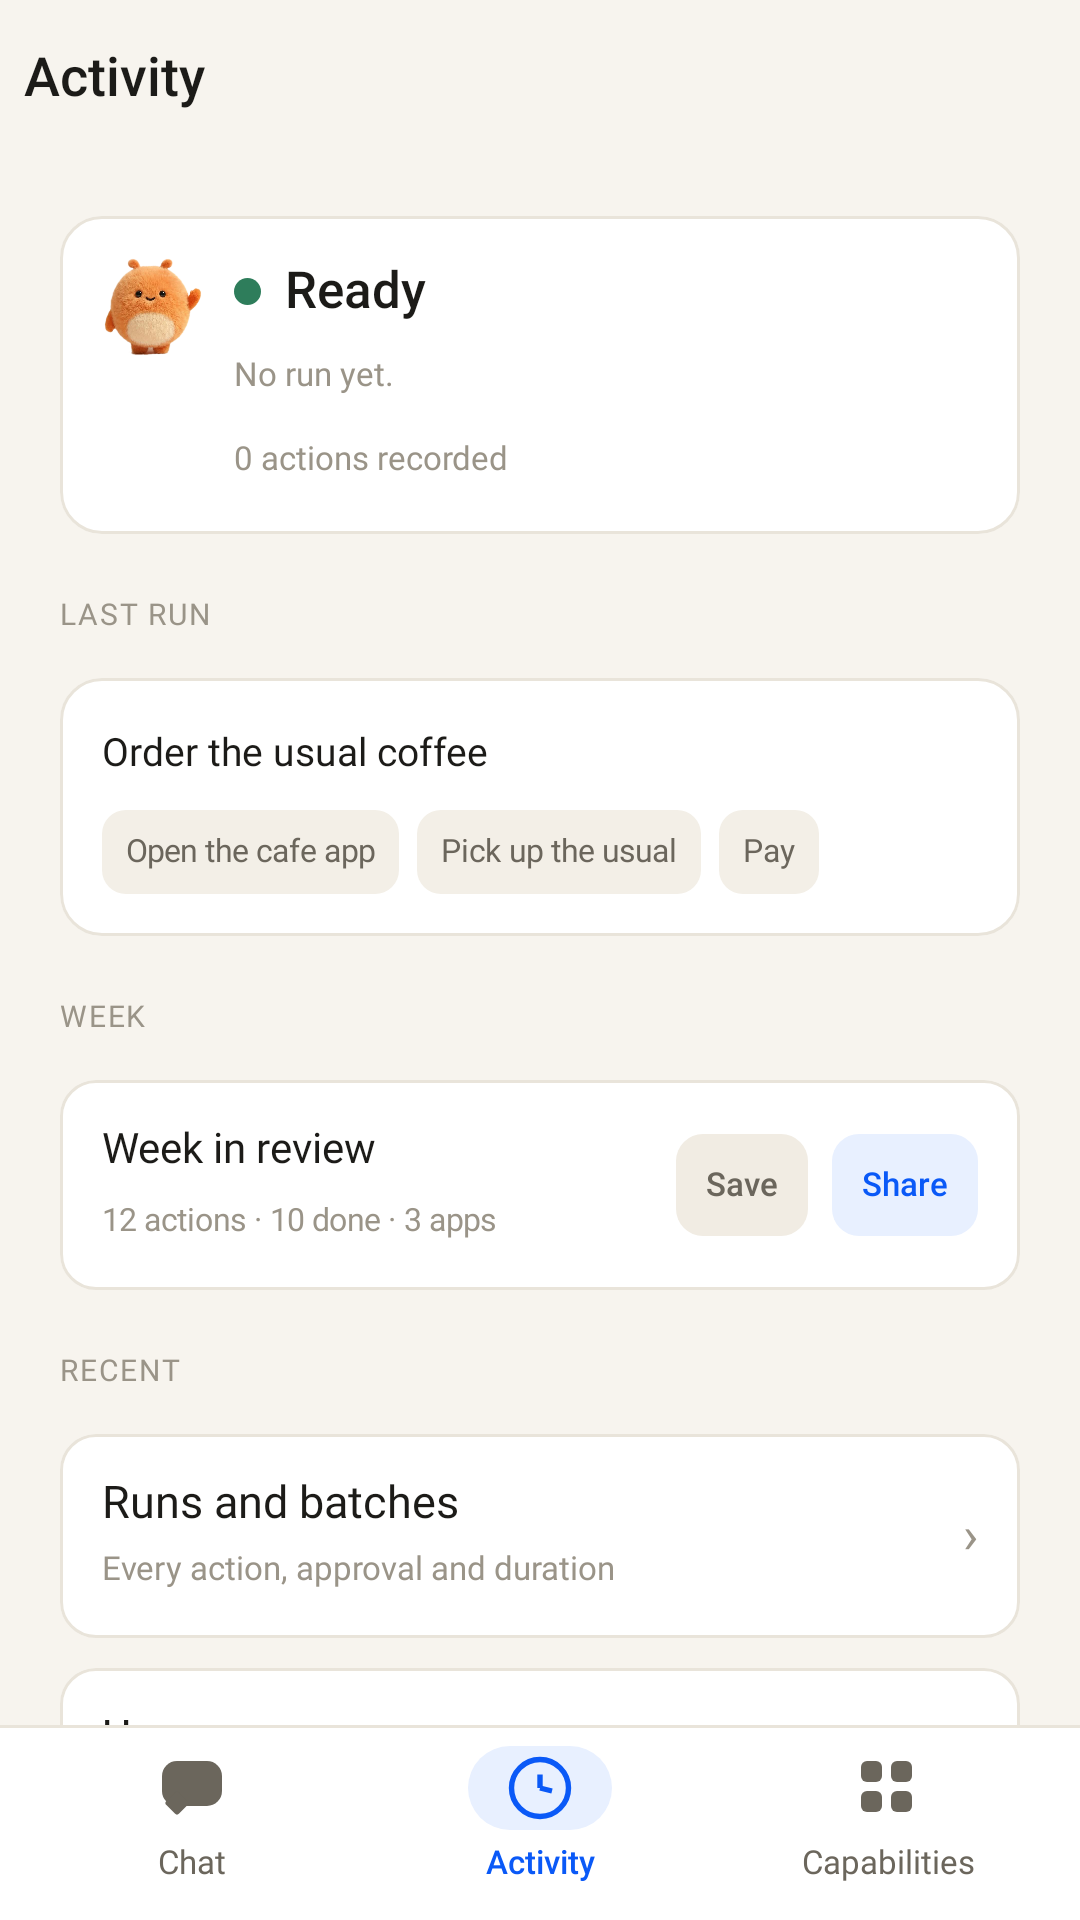 Activity
Ready
No run yet.
0 actions recorded
LAST RUN
Order the usual coffee
Open the cafe app
Pick up the usual
Pay
WEEK
Week in review
12 actions · 10 done · 3 apps
Save
Share
RECENT
Runs and batches
Every action, approval and duration
›
Chat
Activity
Capabilities